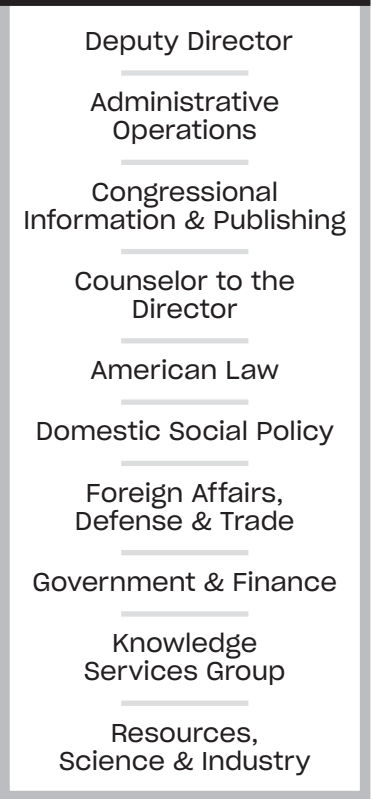 Deputy Director
Administrative
Operations
Congressional
Information & Publishing
Counselor to the
Director
American Law
Domestic Social Policy
Foreign Affairs,
Defense & Trade
Government & Finance
Knowledge
Services Group
Resources,
Science & Industry